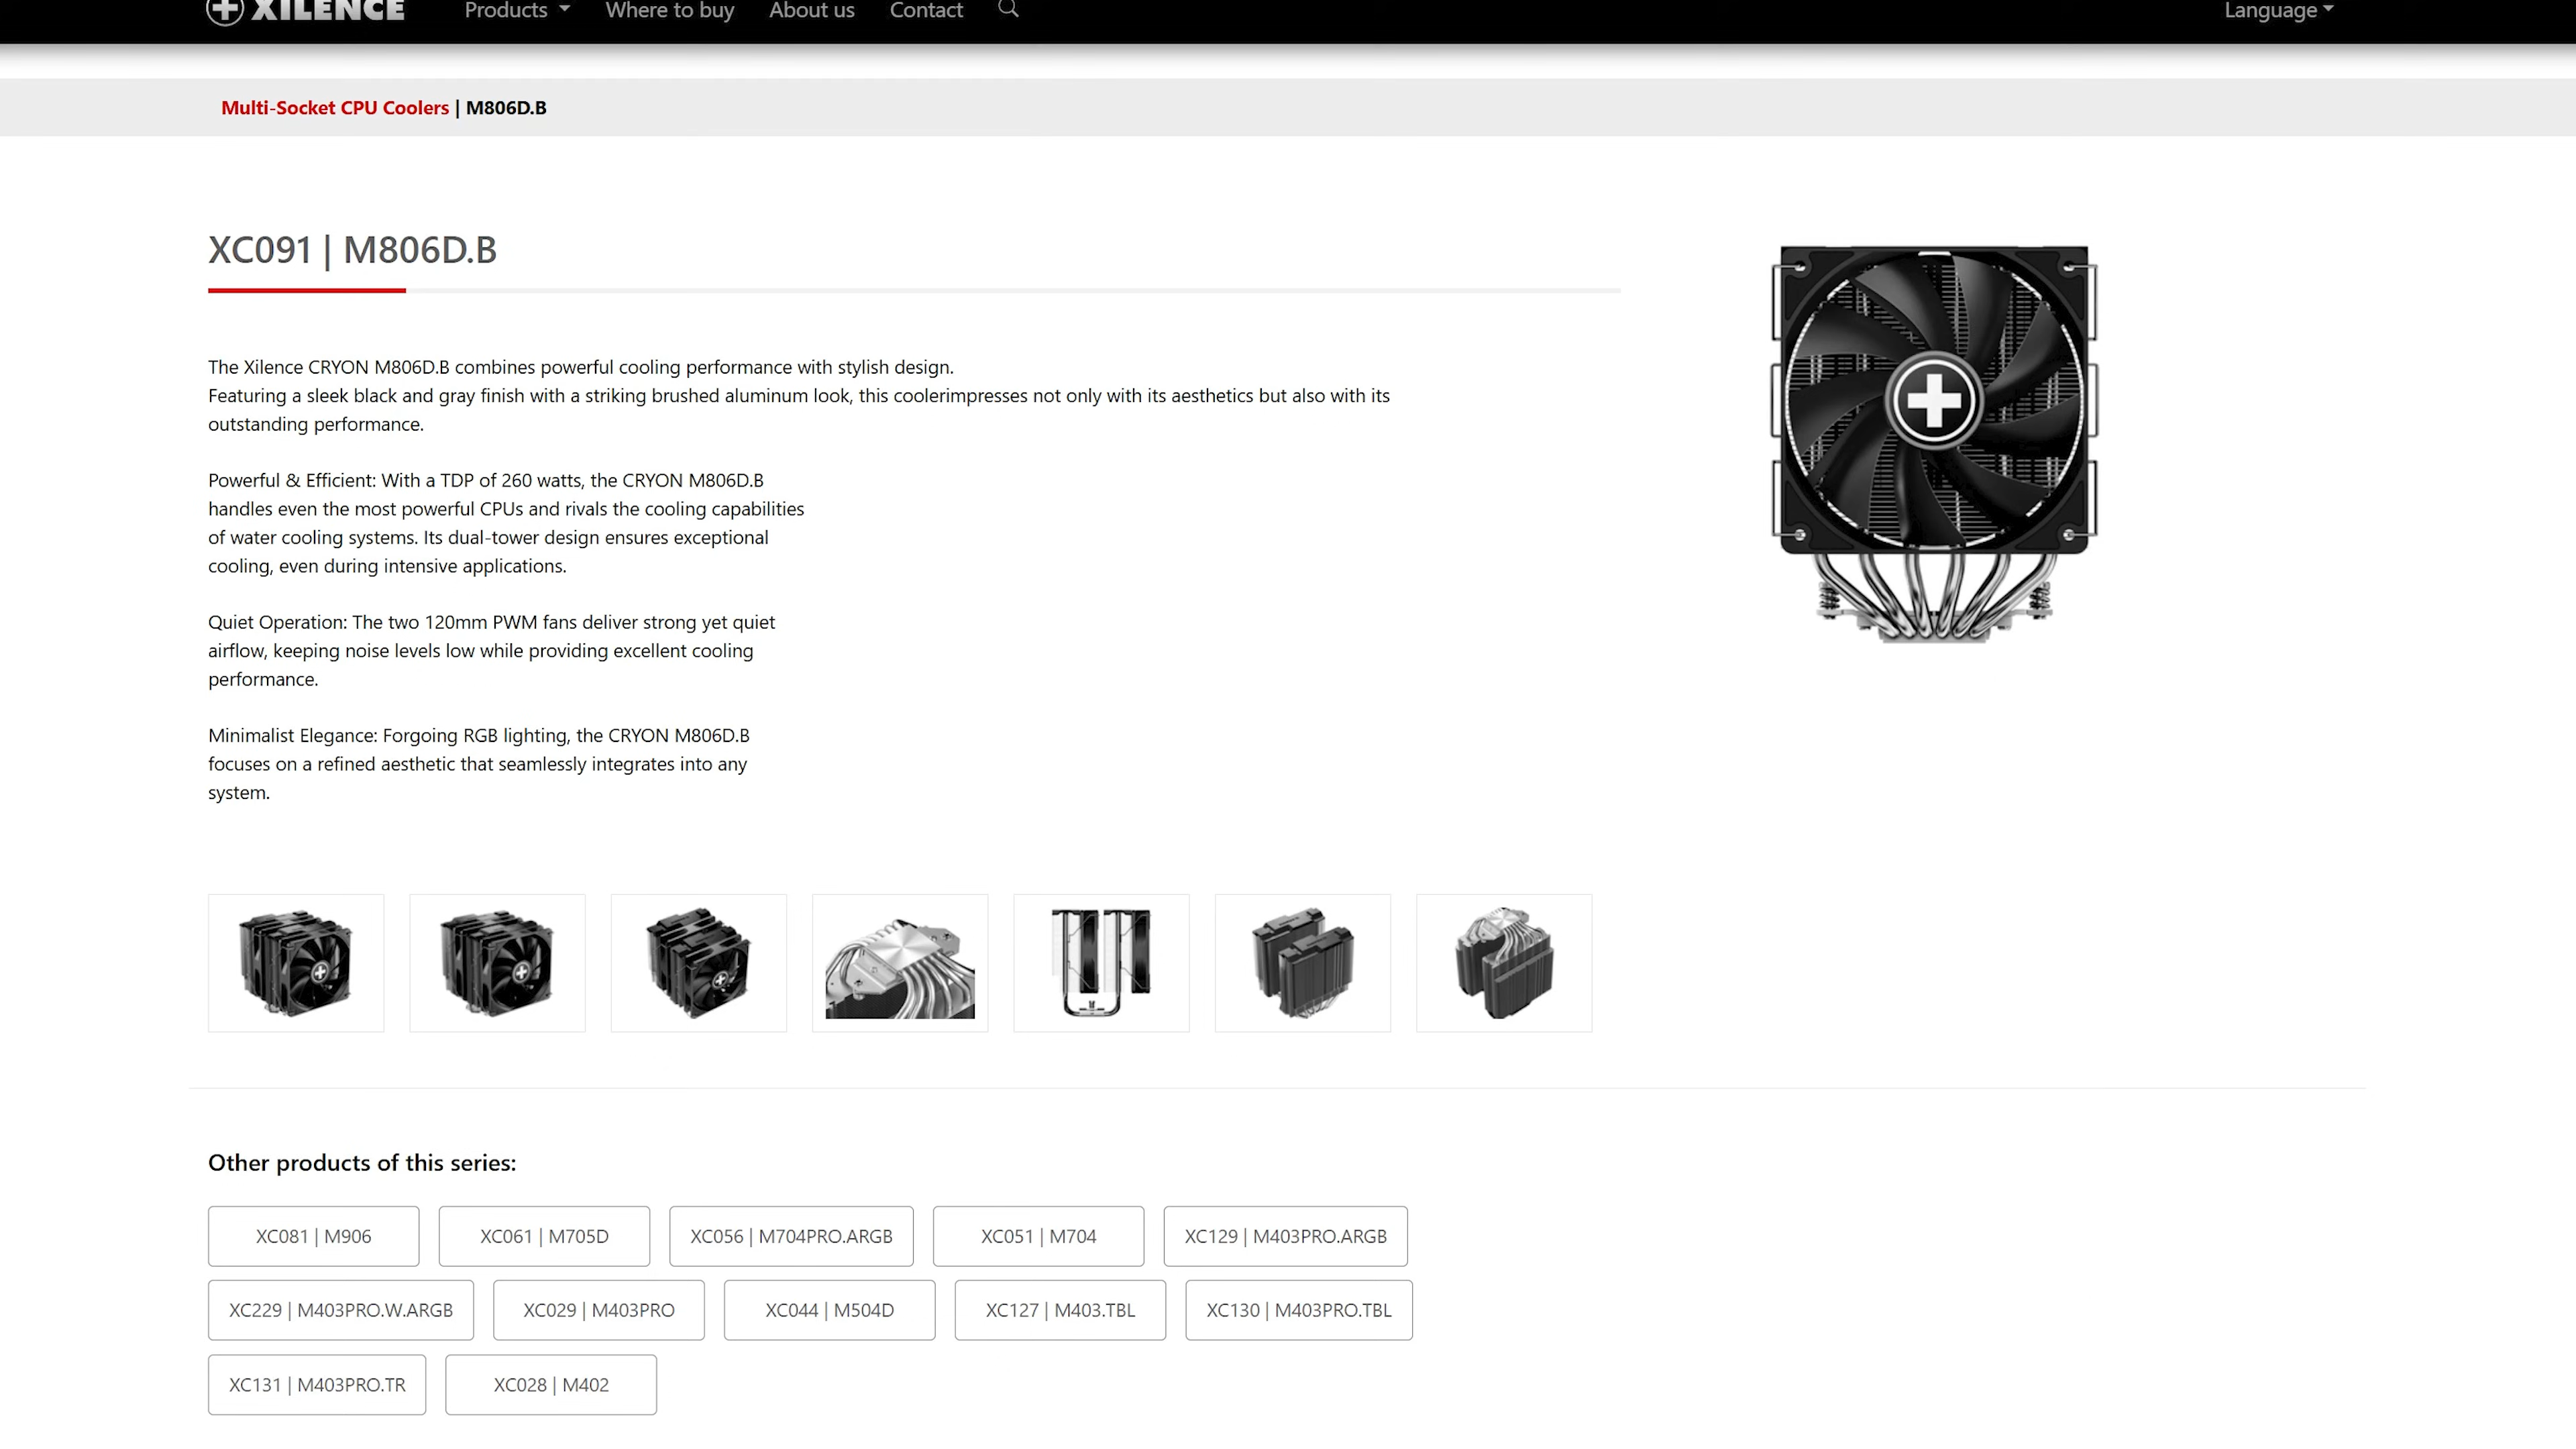 XILENCE Products Where to buy About us Contact Language
Multi-Socket CPU Coolers | M806D.B
XC091 | M806D.B
The Xilence CRYON M806D.B combines powerful cooling performance with stylish design.
Featuring a sleek black and gray finish with a striking brushed aluminum look, this coolerimpresses not only with its aesthetics but also with its
outstanding performance.
Powerful & Efficient: With a TDP of 260 watts, the CRYON M806D.B
handles even the most powerful CPUs and rivals the cooling capabilities
of water cooling systems. Its dual-tower design ensures exceptional
cooling, even during intensive applications.
Quiet Operation: The two 120mm PWM fans deliver strong yet quiet
airflow, keeping noise levels low while providing excellent cooling
performance.
Minimalist Elegance: Forgoing RGB lighting, the CRYON M806D.B
focuses on a refined aesthetic that seamlessly integrates into any
system.
Other products of this series:
XC081 | M906 XC061 | M705D XC056 | M704PRO.ARGB XC051 | M704 XC129 | M403PRO.ARGB
XC229 | M403PRO.W.ARGB XC029 | M403PRO XC044 | M504D XC127 | M403.TBL XC130 | M403PRO.TBL
XC131 | M403PRO.TR XC028 | M402